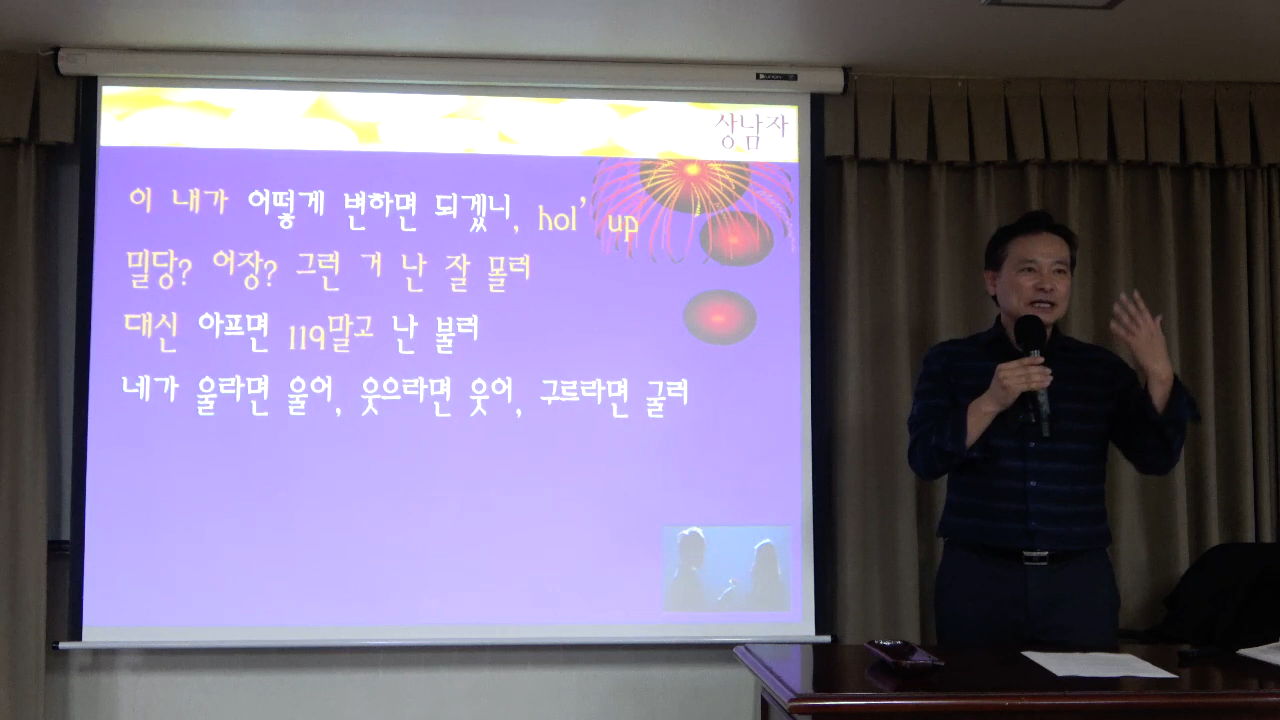 상남자
이 내가 어떻게 변하면 되겠니, hol' up
밀당? 어장? 그런 거 난 잘 몰러
대신 아프면 119말고 난 불러
네가 울라면 울어, 웃으라면 웃어, 구르라면 굴러